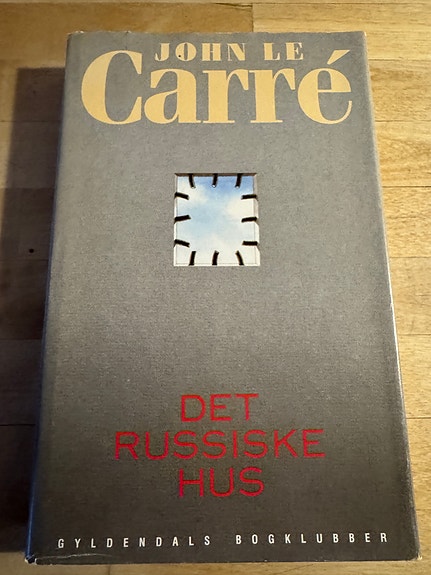 JOHN LE
Carré
DET
RUSSISKE
HUS
GYLDENDALS BOGKLUBBER